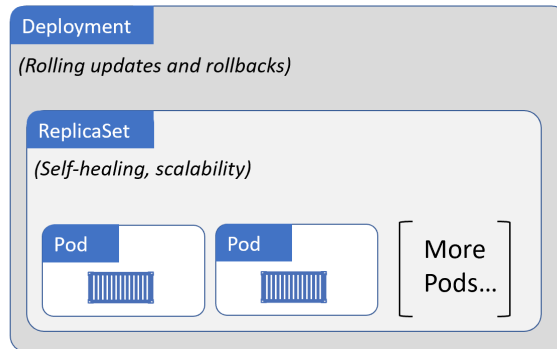 Deployment
(Rolling updates and rollbacks)
ReplicaSet
(Self-healing, scalability)
Pod
Pod
More
Pods...